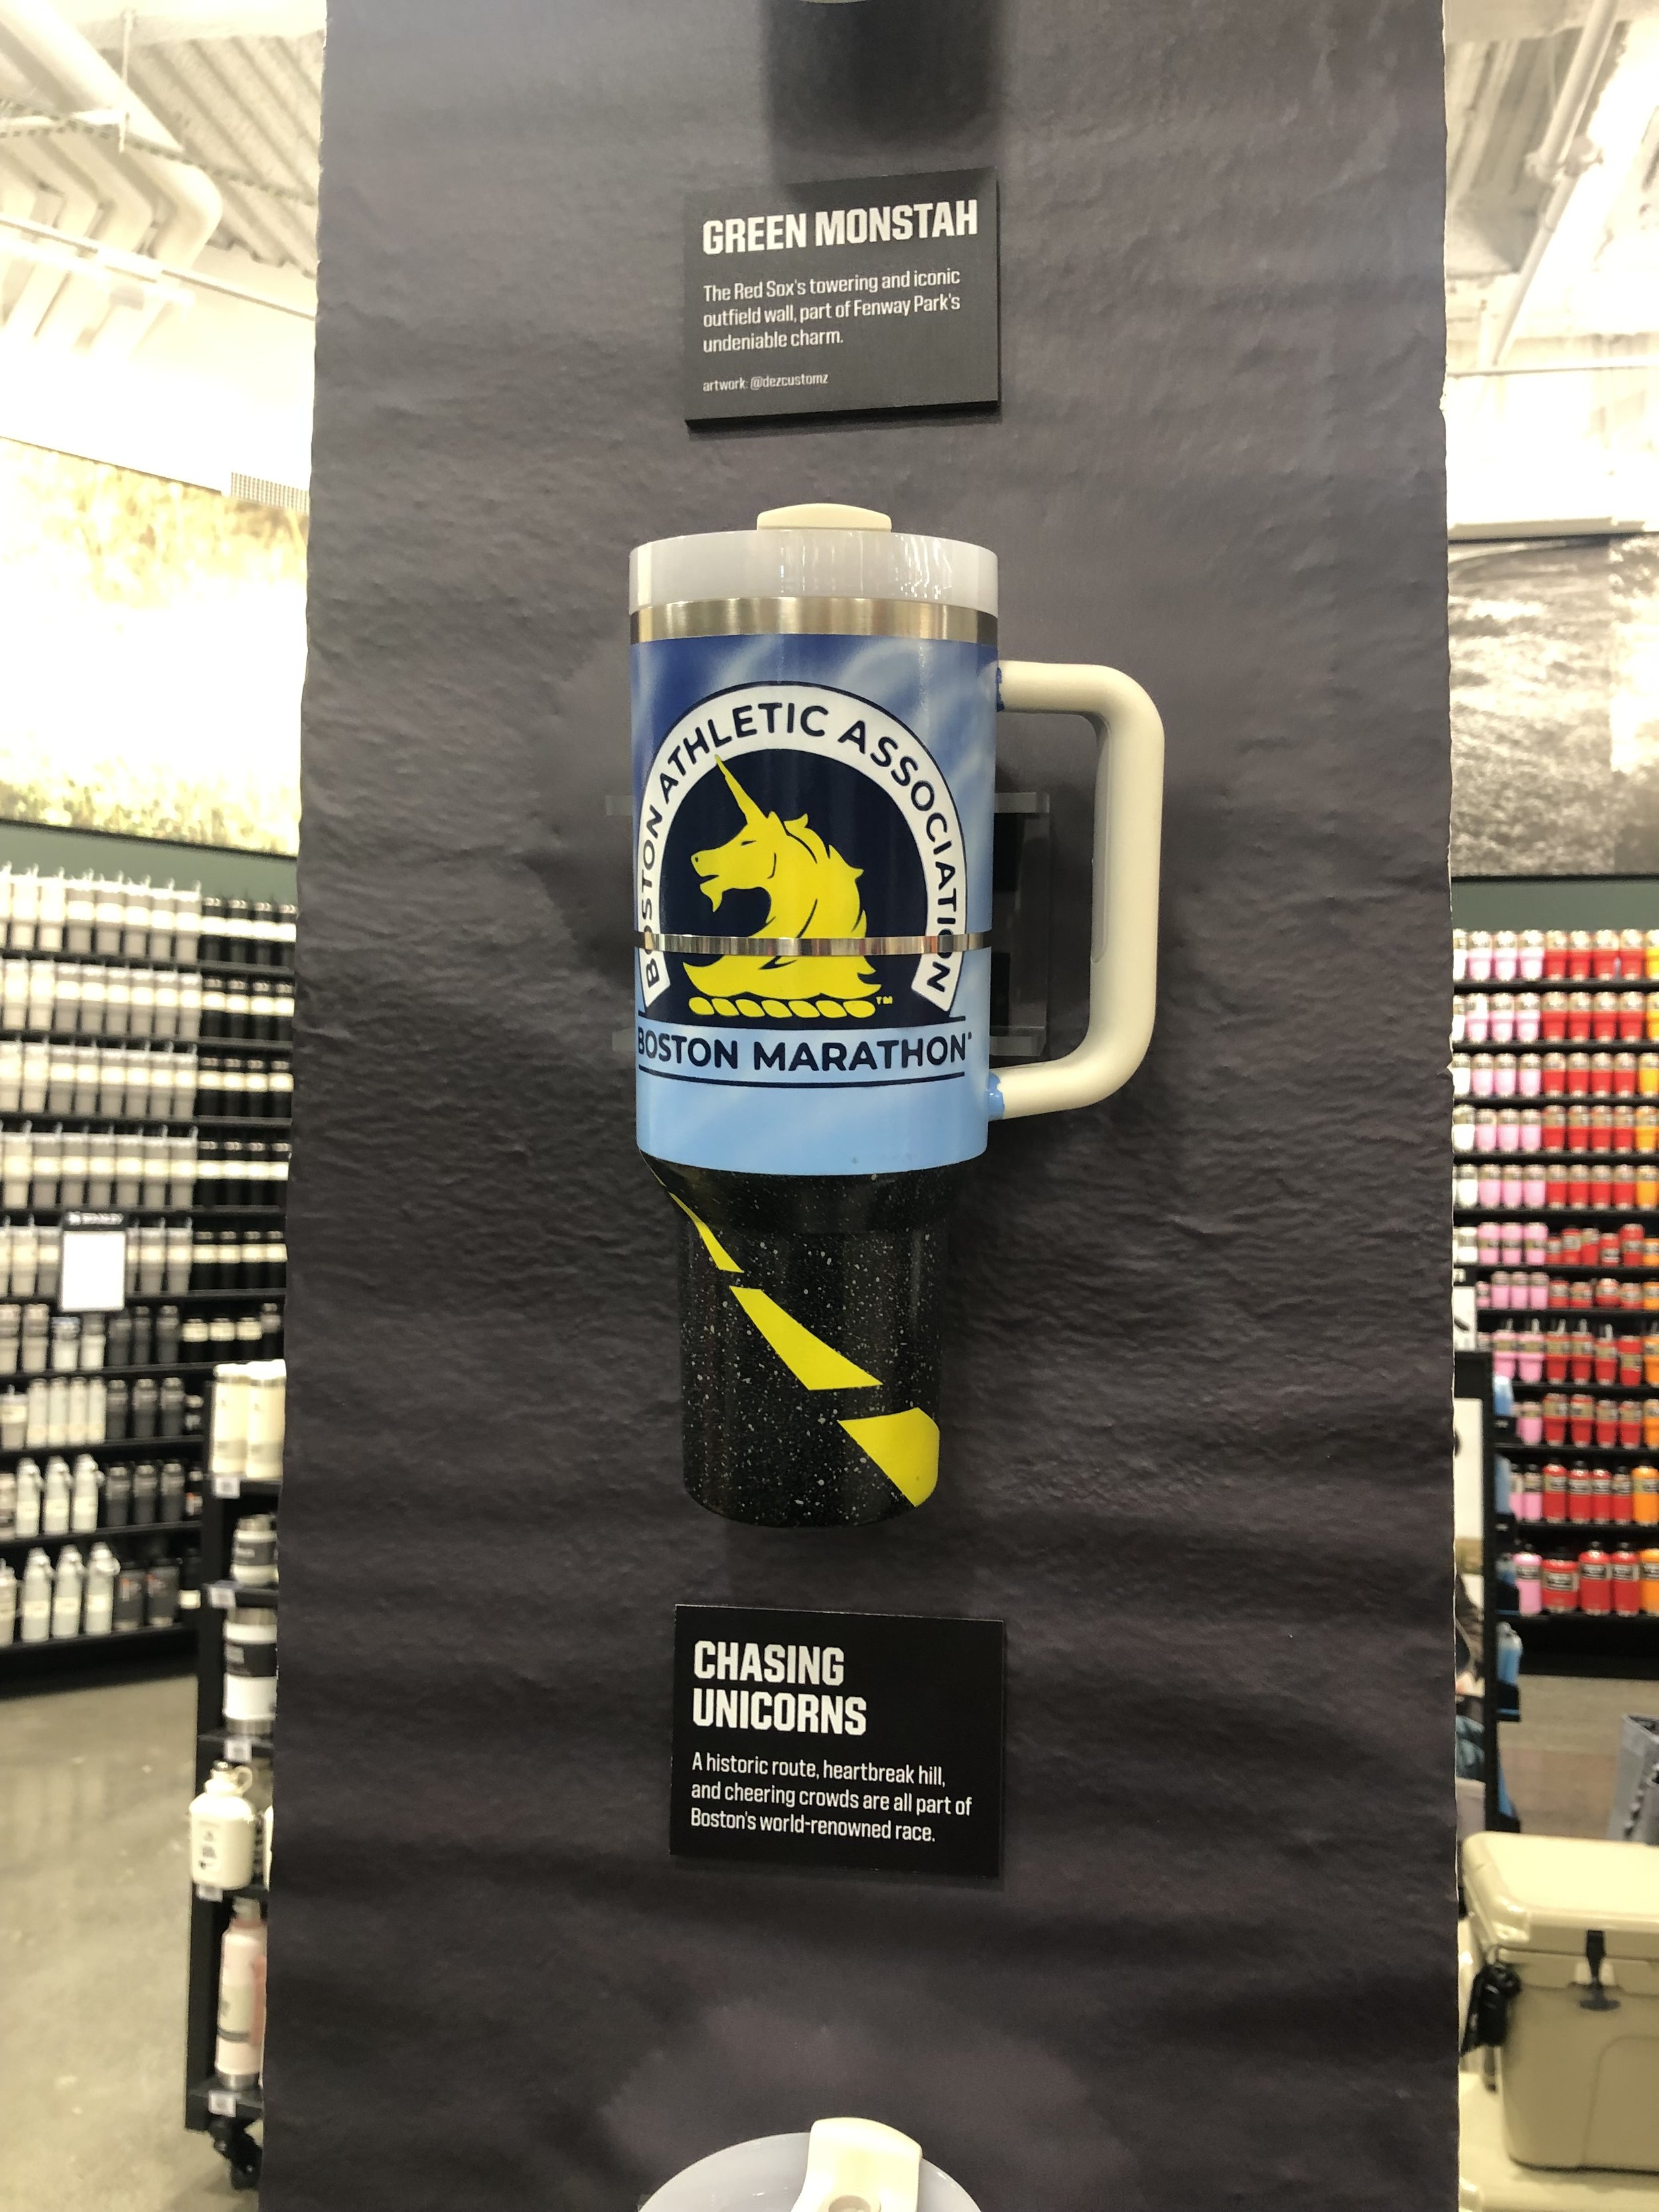 GREEN MONSTAH
The Red Sox's towering and iconic
outfield wall, part of Fenway Park's
undeniable charm.
artwork: @dezcustomz
BOSTON ATHLETIC ASSOCIATION
TM
BOSTON MARATHON®
CHASING
UNICORNS
A historic route, heartbreak hill,
and cheering crowds are all part of
Boston's world-renowned race.